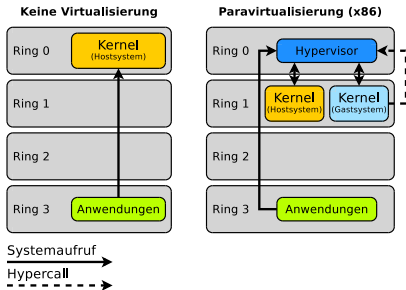 Keine Virtualisierung
Ring 0
Kernel
(Hostsystem)
Ring 1
Ring 2
Ring 3
Anwendungen
Paravirtualisierung (x86)
Ring 0
Hypervisor
Ring 1
Kernel
(Hostsystem)
Kernel
(Gastsystem)
Ring 2
Ring 3
Anwendungen
Systemaufruf
Hypercall